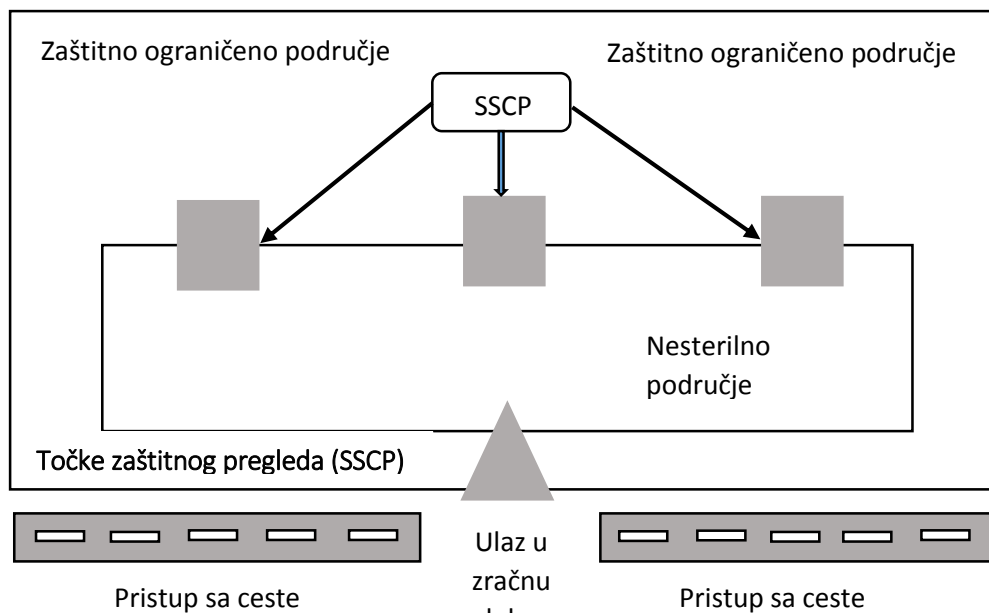 Zaštitno ograničeno područje
Zaštitno ograničeno područje
SSCP
Nesterilno
područje
Točke zaštitnog pregleda (SSCP)
Ulaz u
zračnu
Pristup sa ceste
Pristup sa ceste